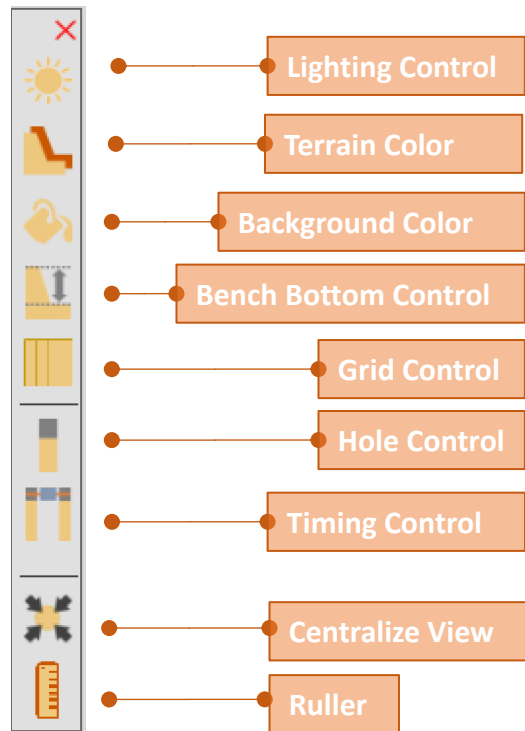 Lighting Control
Terrain Color
Background Color
Bench Bottom Control
Grid Control
Hole Control
Timing Control
Centralize View
Ruller